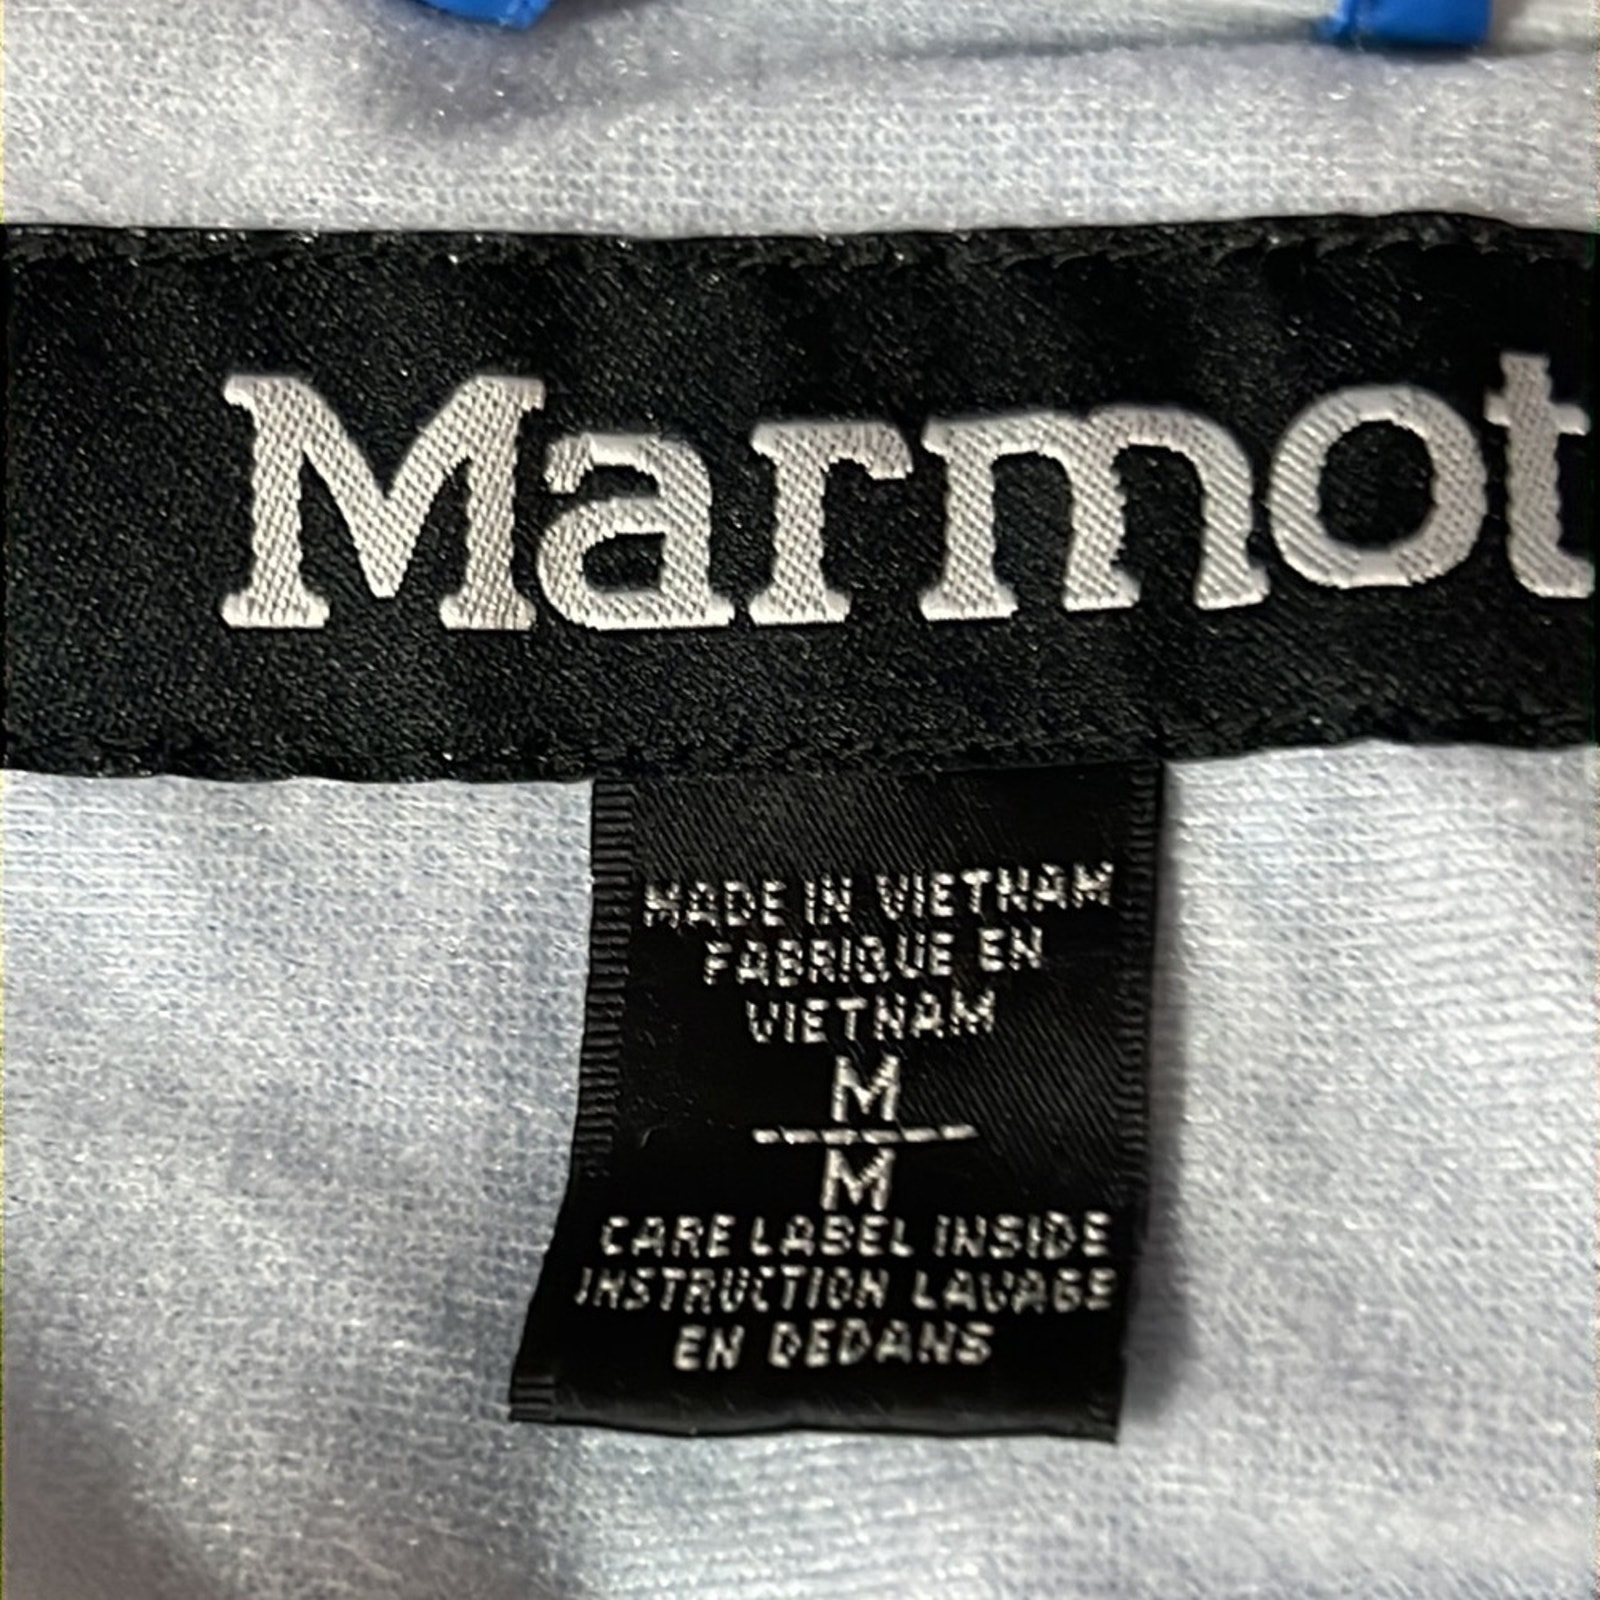 Marmot
MADE IN VIETNAM
FABRIQUE EN
VIETNAM
M
M
CARE LABEL INSIDE
INSTRUCTION LAVAGE
EN DEDANS